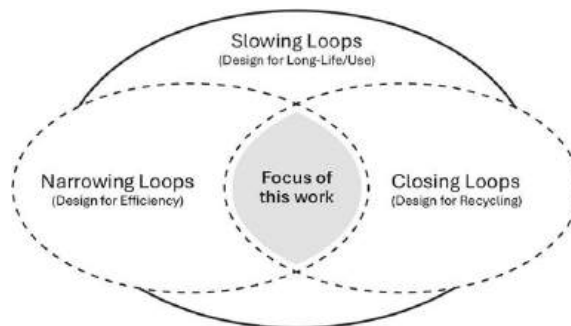 Slowing Loops
(Design for Long-Life/Use)
Narrowing Loops
(Design for Efficiency)
Focus of
this work
Closing Loops
(Design for Recycling)